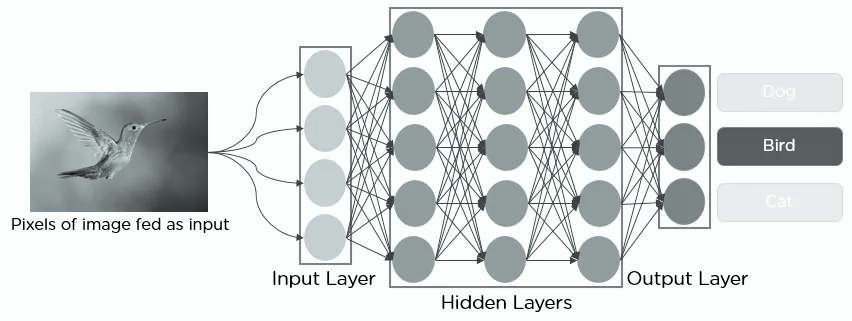 Dog
Bird
Cat
Pixels of image fed as input
Input Layer
Output Layer
Hidden Layers